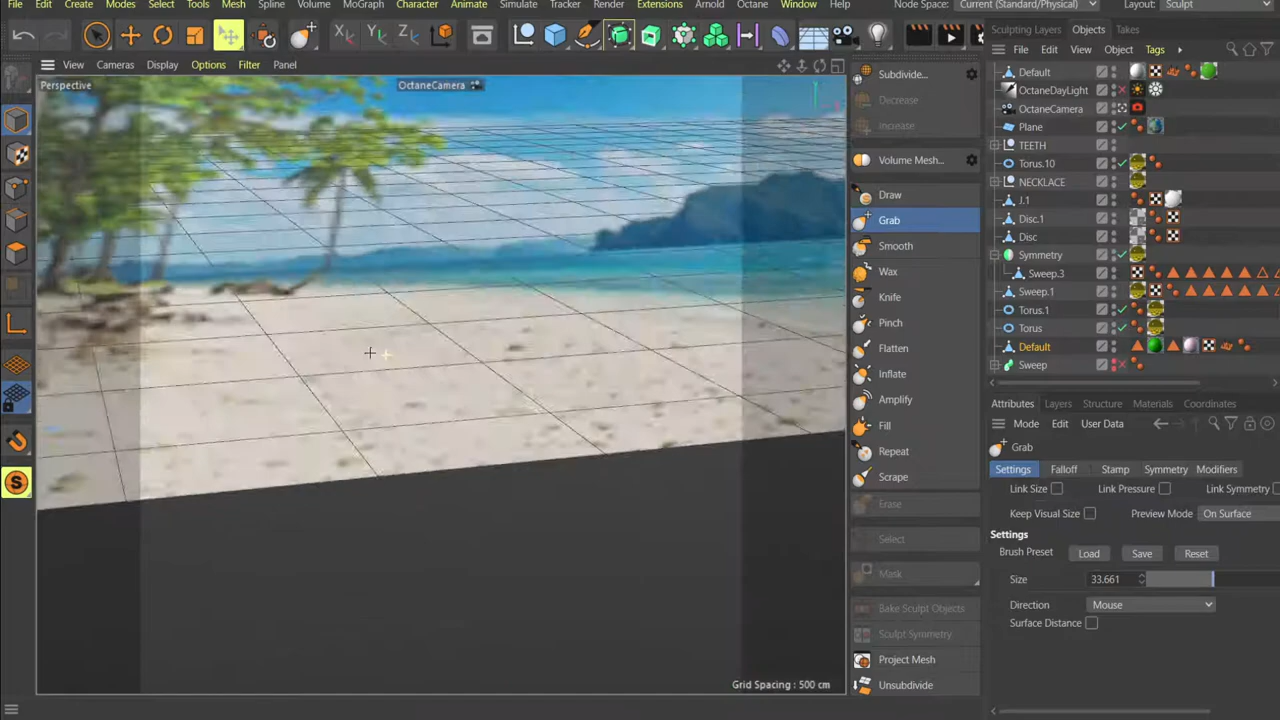 File Edit Create Modes Select Tools Mesh Spline Volume MoGraph Character Animate Simulate Tracker Render Extensions Arnold Octane Window Help Node Space: Current (Standard/Physical) Layout: Sculpt
Sculpting Layers Objects Takes
View Cameras Display Options Filter Panel
File Edit View Object Tags
Perspective
OctaneCamera
Subdivide...
Decrease
Increase
Volume Mesh...
Draw
Grab
Smooth
Wax
Knife
Pinch
Flatten
Inflate
Amplify
Fill
Repeat
Scrape
Erase
Select
Mask
Bake Sculpt Objects
Sculpt Symmetry
Project Mesh
Unsubdivide
Grid Spacing : 500 cm
Default
OctaneDayLight
OctaneCamera
Plane
TEETH
Torus.10
NECKLACE
J.1
Disc.1
Disc
Symmetry
Sweep.3
Sweep.1
Torus.1
Torus
Default
Sweep
Attributes Layers Structure Materials Coordinates
Mode Edit User Data
Grab
Settings Falloff Stamp Symmetry Modifiers
Link Size Link Pressure Link Symmetry
Keep Visual Size Preview Mode On Surface
Settings
Brush Preset Load Save Reset
Size 33.661
Direction Mouse
Surface Distance